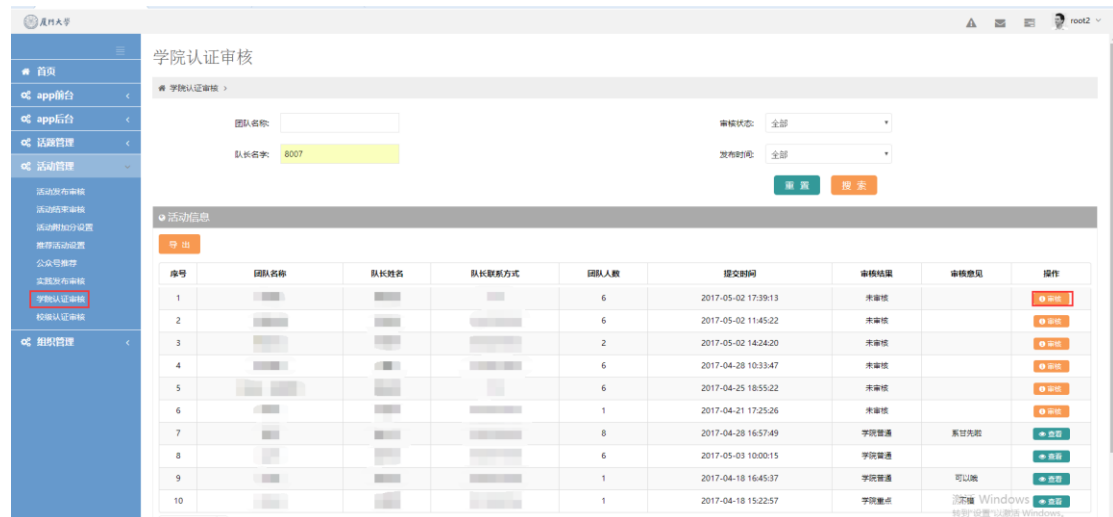 厦门大学
root2
首页
app前台
app后台
话题管理
活动管理
活动发布审核
活动结束审核
活动附加分设置
推荐活动设置
公众号推荐
实践发布审核
学院认证审核
校级认证审核
组织管理
学院认证审核
学院认证审核 >
团队名称: 审核状态: 全部
队长名字: 8007 发布时间: 全部
重 置 搜 索
活动信息
导 出
序号 团队名称 队长姓名 队长联系方式 团队人数 提交时间 审核结果 审核意见 操作
1 6 2017-05-02 17:39:13 未审核 审核
2 6 2017-05-02 11:45:22 未审核 审核
3 2 2017-05-02 14:24:20 未审核 审核
4 6 2017-04-28 10:33:47 未审核 审核
5 6 2017-04-25 18:55:22 未审核 审核
6 1 2017-04-21 17:25:26 未审核 审核
7 8 2017-04-28 16:57:49 学院普通 查看
8 6 2017-05-03 10:00:15 学院普通 查看
9 1 2017-04-18 16:45:37 学院普通 查看
10 1 2017-04-18 15:22:57 学院重点 查看
激活 Windows
转到"设置"以激活 Windows。